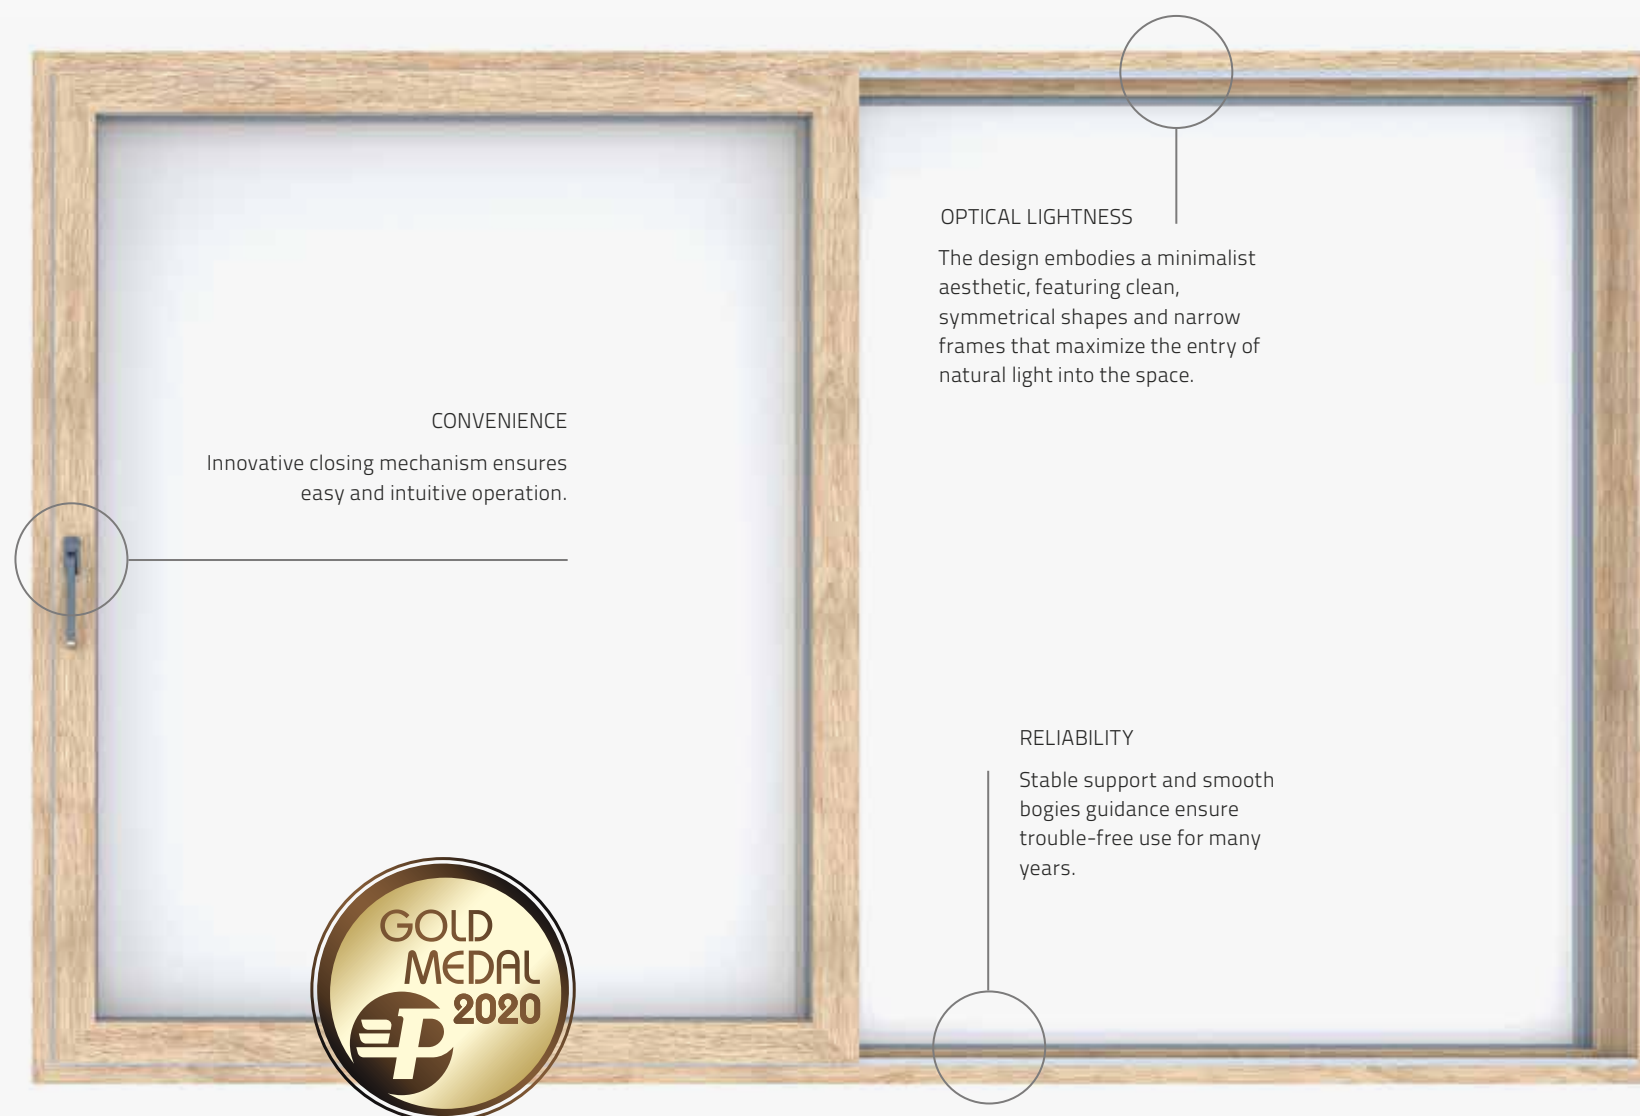 OPTICAL LIGHTNESS
The design embodies a minimalist
aesthetic, featuring clean,
symmetrical shapes and narrow
frames that maximize the entry of
natural light into the space.
CONVENIENCE
Innovative closing mechanism ensures
easy and intuitive operation.
RELIABILITY
Stable support and smooth
bogies guidance ensure
trouble-free use for many
years.
GOLD
MEDAL
2020